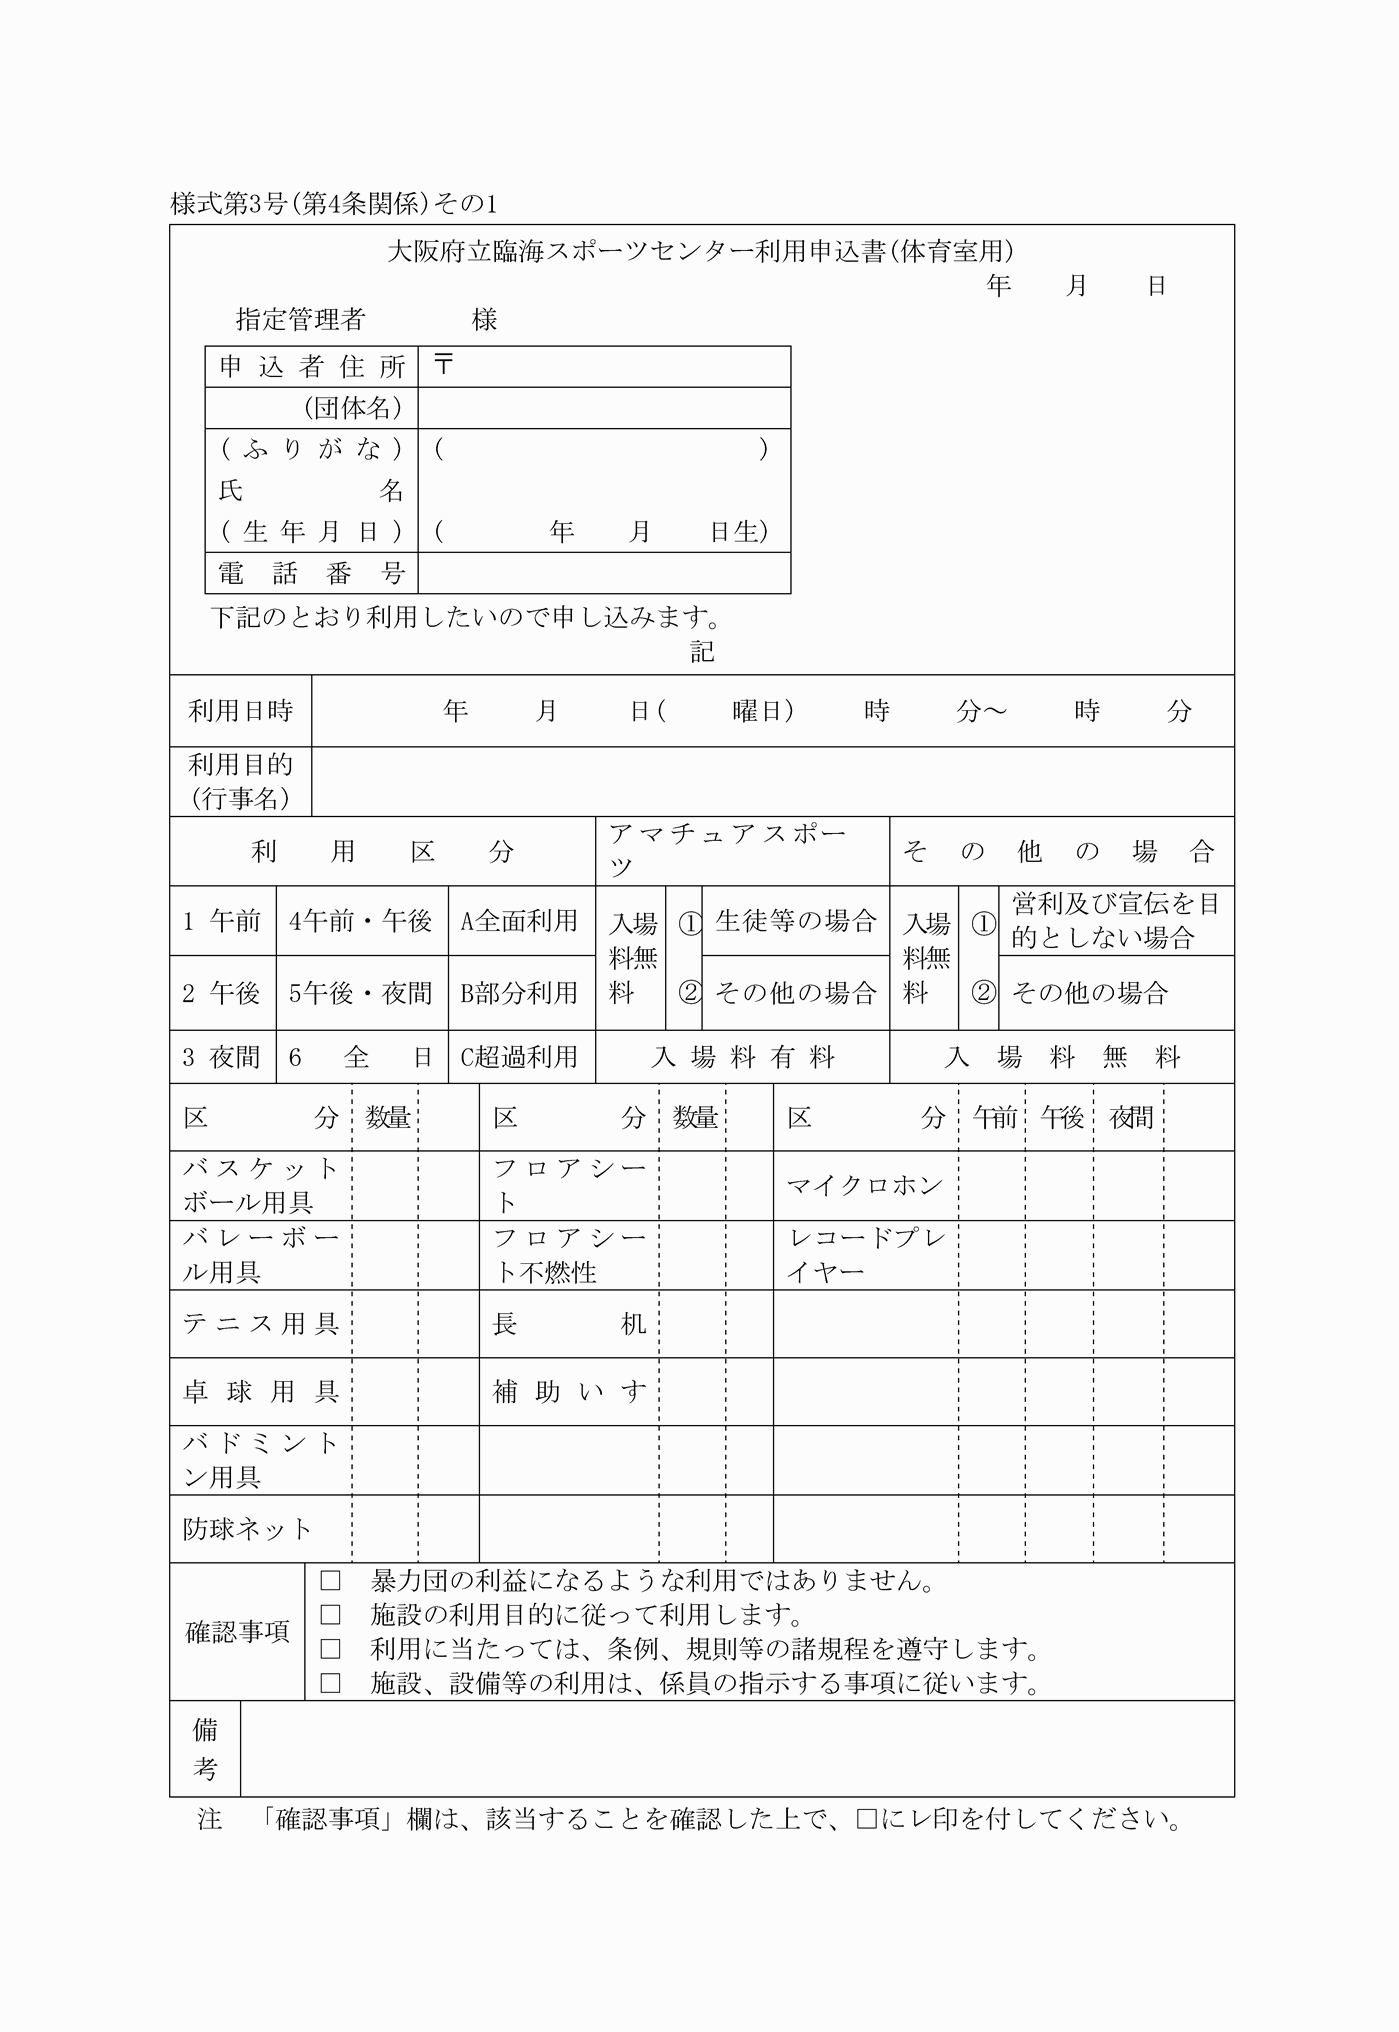 様式第3号(第4条関係)その1
大阪府立臨海スポーツセンター利用申込書(体育室用)
年 月 日
指定管理者 様
申込者住所 〒
(団体名)
(ふりがな) ( )
氏 名
(生年月日) ( 年 月 日生)
電話番号
下記のとおり利用したいので申し込みます。
記
利用日時 年 月 日( 曜日) 時 分～ 時 分
利用目的
(行事名)
利用区分
アマチュアスポー
ツ
その他の場合
1 午前 4午前・午後 A全面利用
2 午後 5午後・夜間 B部分利用
入場
料無
料
① 生徒等の場合
② その他の場合
入場
料無
料
① 営利及び宣伝を目
的としない場合
② その他の場合
3 夜間 6 全日 C超過利用 入場料有料 入場料無料
区分 数量 区分 数量 区分 午前 午後 夜間
バスケット
ボール用具
フロアシー
ト
マイクロホン
バレーボー
ル用具
フロアシー
ト不燃性
レコードプレ
イヤー
テニス用具 長机
卓球用具 補助いす
バドミント
ン用具
防球ネット
確認事項
□ 暴力団の利益になるような利用ではありません。
□ 施設の利用目的に従って利用します。
□ 利用に当たっては、条例、規則等の諸規程を遵守します。
□ 施設、設備等の利用は、係員の指示する事項に従います。
備
考
注 「確認事項」欄は、該当することを確認した上で、□にレ印を付してください。